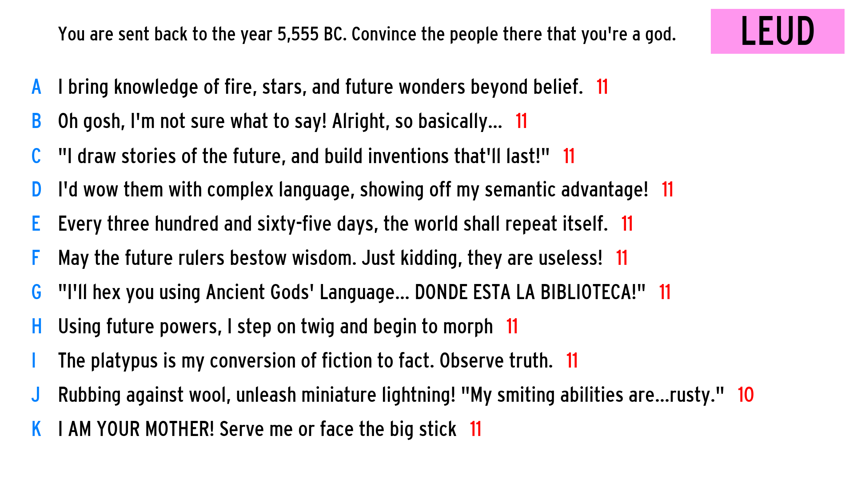 You are sent back to the year 5,555 BC. Convince the people there that you're a god.
LEUD
A I bring knowledge of fire, stars, and future wonders beyond belief. 11
B Oh gosh, I'm not sure what to say! Alright, so basically... 11
C "I draw stories of the future, and build inventions that'll last!" 11
D I'd wow them with complex language, showing off my semantic advantage! 11
E Every three hundred and sixty-five days, the world shall repeat itself. 11
F May the future rulers bestow wisdom. Just kidding, they are useless! 11
G "I'll hex you using Ancient Gods' Language... DONDE ESTA LA BIBLIOTECA!" 11
H Using future powers, I step on twig and begin to morph 11
I The platypus is my conversion of fiction to fact. Observe truth. 11
J Rubbing against wool, unleash miniature lightning! "My smiting abilities are...rusty." 10
K I AM YOUR MOTHER! Serve me or face the big stick 11